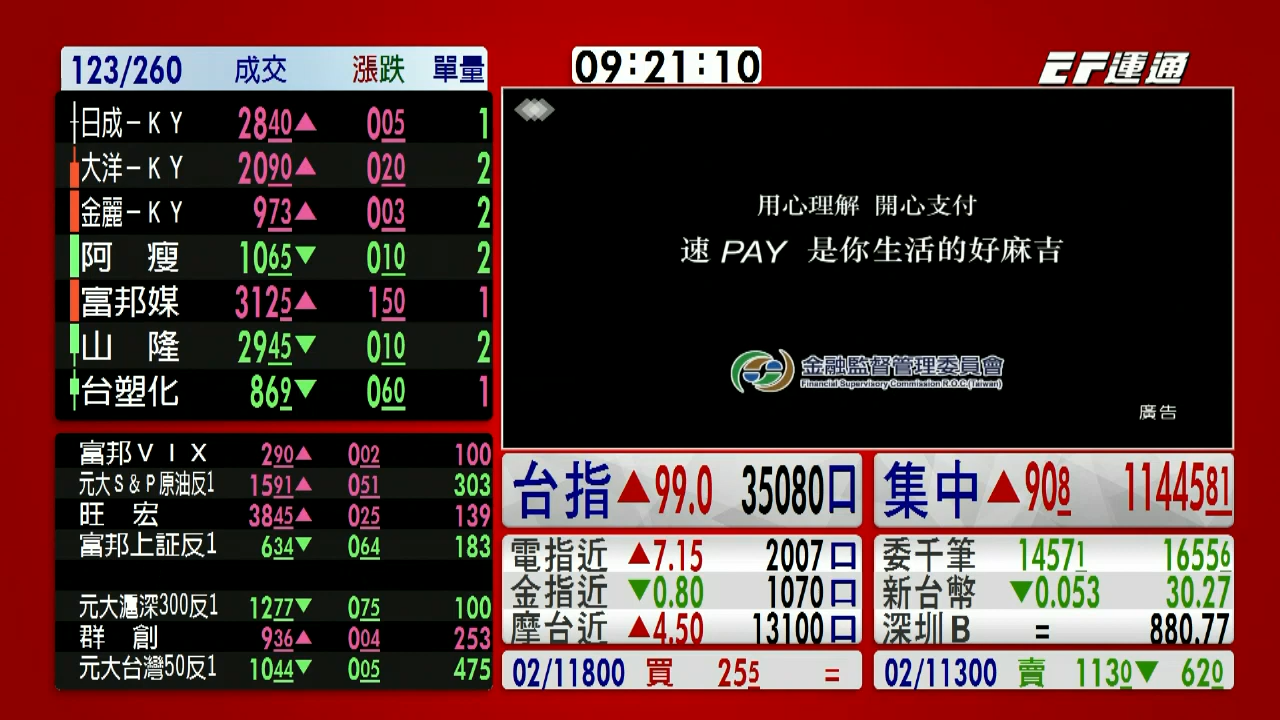 123/260 成交 漲跌 單量
09:21:10
EF運通
日成－ＫＹ 2840▲ 005 1
大洋－ＫＹ 2090▲ 020 2
金麗－ＫＹ 973▲ 003 2
阿 瘦 1065▼ 010 2
富邦媒 3125▲ 150 1
山 隆 2945▼ 010 2
台塑化 869▼ 060 1
富邦ＶＩＸ 290▲ 002 100
元大Ｓ＆Ｐ原油反1 1591▲ 051 303
旺 宏 3845▲ 025 139
富邦上証反1 634▼ 064 183
元大滬深300反1 1277▼ 075 100
群 創 936▲ 004 253
元大台灣50反1 1044▼ 005 475
用心理解 開心支付
速 PAY 是你生活的好麻吉
金融監督管理委員會
Financial Supervisory Commission R.O.C.(Taiwan)
廣告
台指▲99.0 35080口
集中▲908 1144581
電指近 ▲7.15 2007口
金指近 ▼0.80 1070口
摩台近 ▲4.50 13100口
委千筆 14571 16556
新台幣 ▼0.053 30.27
深圳B = 880.77
02/11800 買 255 =
02/11300 賣 1130▼ 620